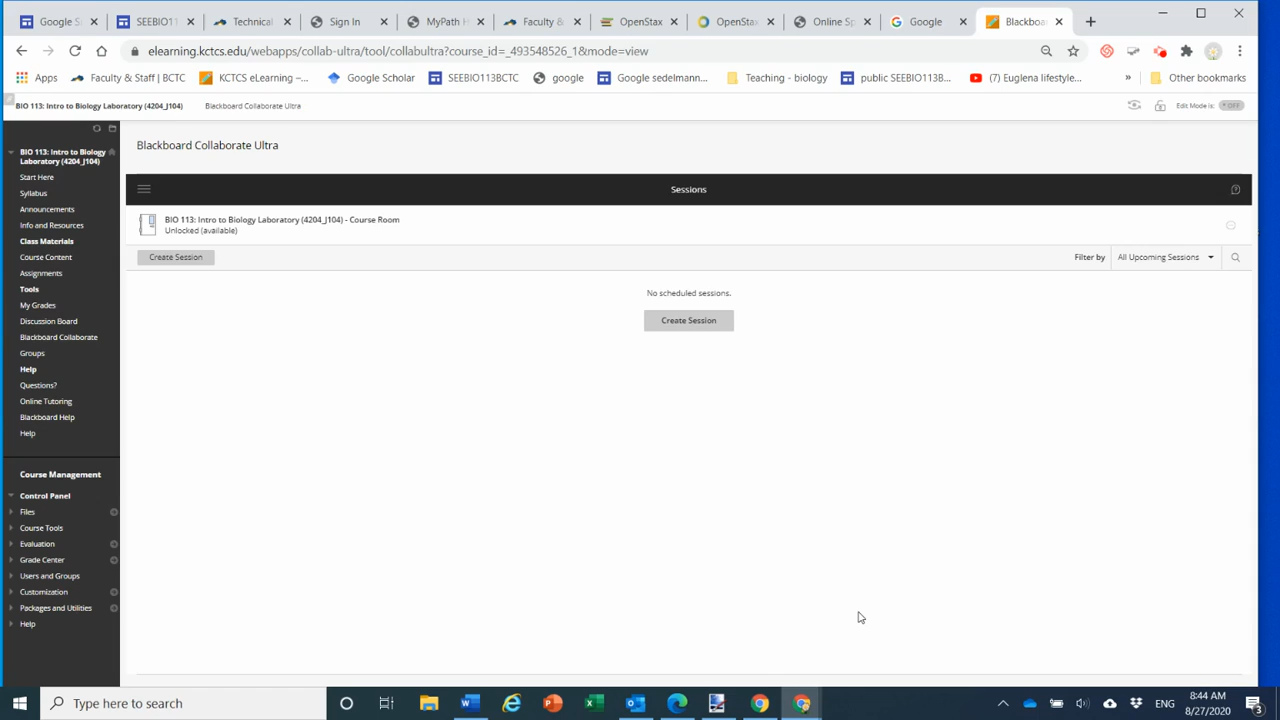 Google S
SEEBIO11
Technical
Sign In
MyPath I
Faculty &
OpenStax
OpenSta
Online Sp
Google
Blackboa
elearning.kctcs.edu/webapps/collab-ultra/tool/collabultra?course_id=_493548526_1&mode=view
Apps
Faculty & Staff | BCTC
KCTCS eLearning –...
Google Scholar
SEEBIO113BCTC
google
Google sedelmann...
Teaching - biology
public SEEBIO113B...
(7) Euglena lifestyle...
»
Other bookmarks
BIO 113: Intro to Biology Laboratory (4204_J104)
Blackboard Collaborate Ultra
Edit Mode is:
OFF
BIO 113: Intro to Biology
Laboratory (4204_J104)
Start Here
Syllabus
Announcements
Info and Resources
Class Materials
Course Content
Assignments
Tools
My Grades
Discussion Board
Blackboard Collaborate
Groups
Help
Questions?
Online Tutoring
Blackboard Help
Help
Course Management
Control Panel
Files
Course Tools
Evaluation
Grade Center
Users and Groups
Customization
Packages and Utilities
Help
Blackboard Collaborate Ultra
Sessions
BIO 113: Intro to Biology Laboratory (4204_J104) - Course Room
Unlocked (available)
Create Session
Filter by
All Upcoming Sessions
No scheduled sessions.
Create Session
Type here to search
ENG
8:44 AM
8/27/2020
3